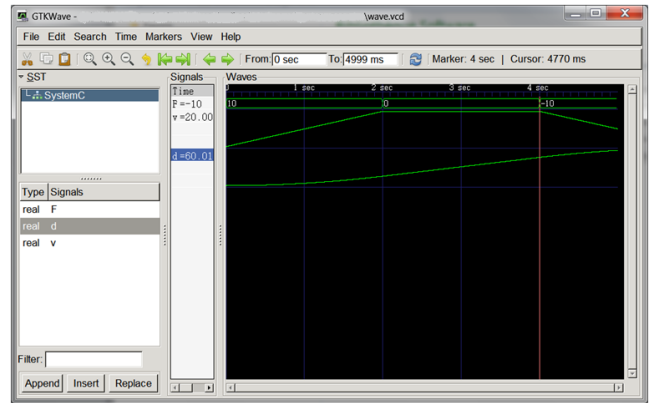 GTKWave - \wave.vcd
File Edit Search Time Markers View Help
From: 0 sec To: 4999 ms Marker: 4 sec | Cursor: 4770 ms
SST
SystemC
Type Signals
real F
real d
real v
Filter:
Append Insert Replace
Signals
Time
F =-10
v =20.00
d =60.01
Waves
0 1 sec 2 sec 3 sec 4 sec
10 0 -10